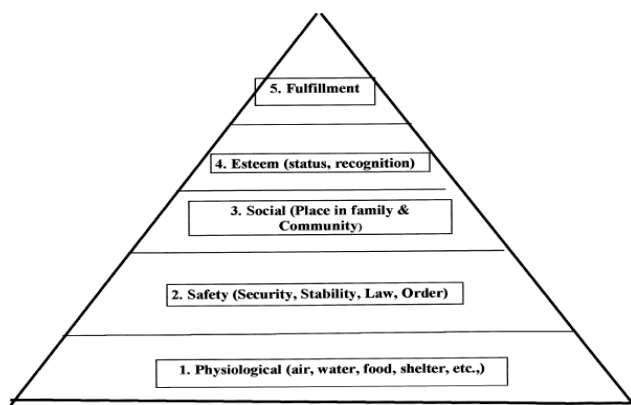 5. Fulfillment
4. Esteem (status, recognition)
3. Social (Place in family &
Community)
2. Safety (Security, Stability, Law, Order)
1. Physiological (air, water, food, shelter, etc.,)